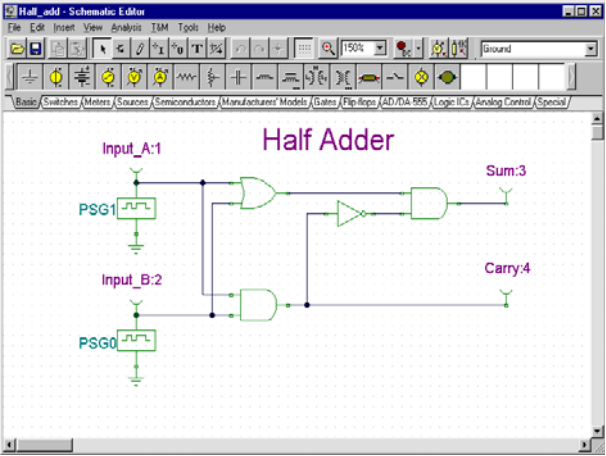 Half_add - Schematic Editor
File Edit Insert View Analysis T&M Tools Help
T 150% Ground
Basic Switches Meters Sources Semiconductors Manufacturers' Models Gates Flip-flops AD/DA-555 Logic ICs Analog Control Special
Half Adder
Input_A:1
Sum:3
PSG1
Input_B:2
Carry:4
PSG0